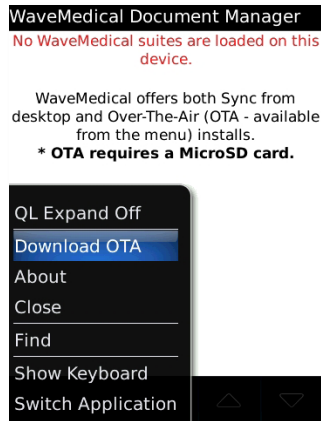 WaveMedical Document Manager
No WaveMedical suites are loaded on this
device.
WaveMedical offers both Sync from
desktop and Over-The-Air (OTA - available
from the menu) installs.
* OTA requires a MicroSD card.
QL Expand Off
Download OTA
About
Close
Find
Show Keyboard
Switch Application